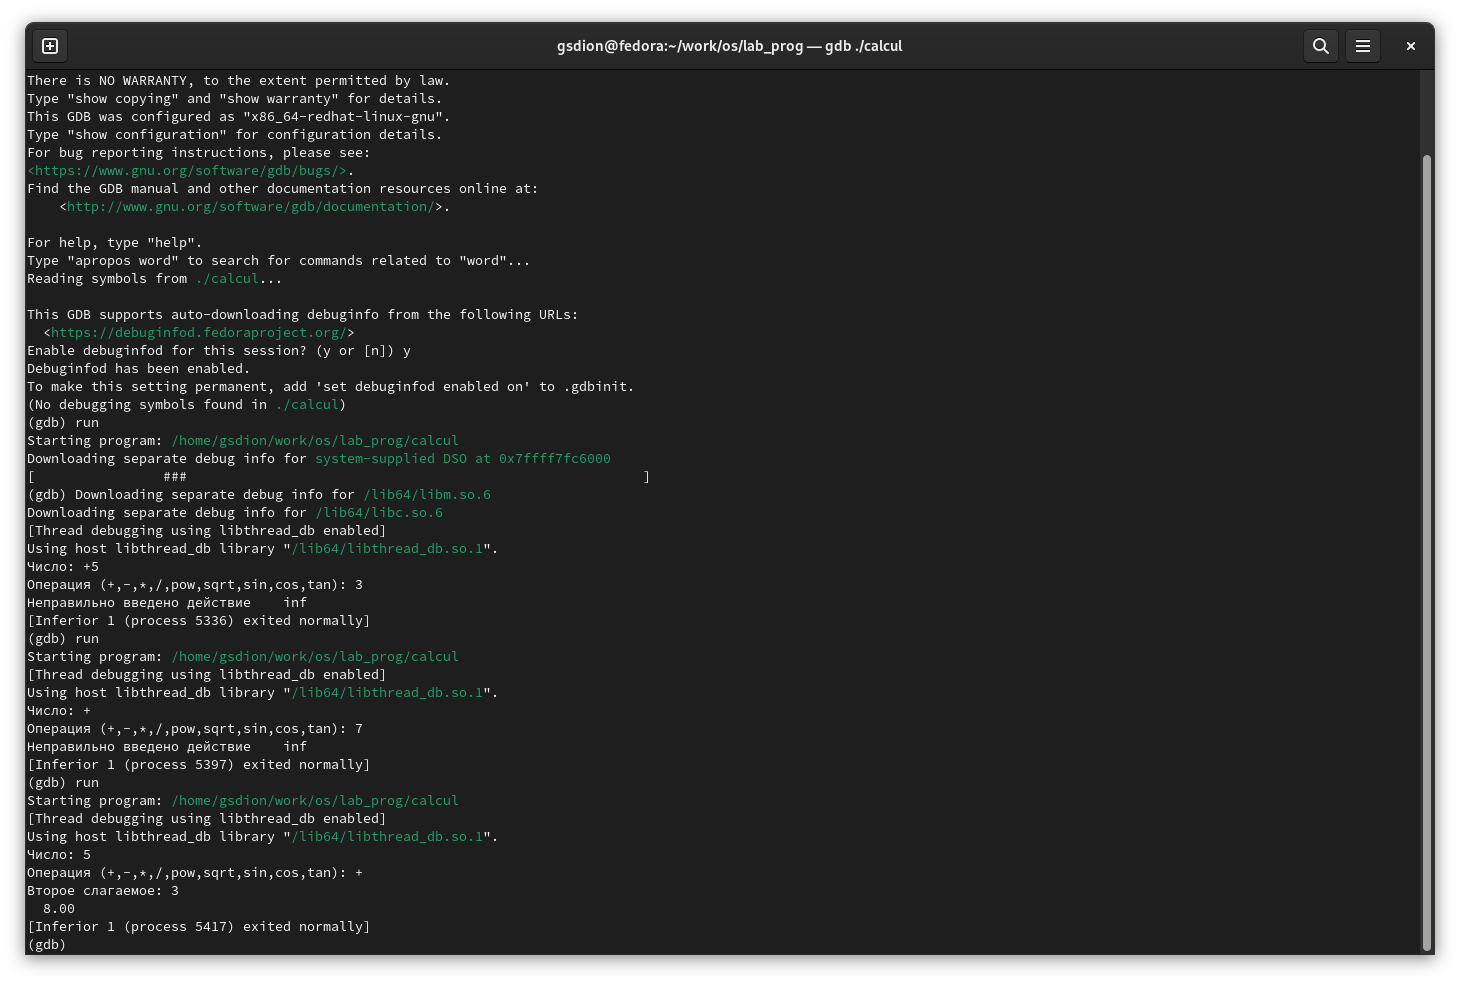 gsdion@fedora:~/work/os/lab_prog — gdb ./calcul
There is NO WARRANTY, to the extent permitted by law.
Type "show copying" and "show warranty" for details.
This GDB was configured as "x86_64-redhat-linux-gnu".
Type "show configuration" for configuration details.
For bug reporting instructions, please see:
<https://www.gnu.org/software/gdb/bugs/>.
Find the GDB manual and other documentation resources online at:
    <http://www.gnu.org/software/gdb/documentation/>.
For help, type "help".
Type "apropos word" to search for commands related to "word"...
Reading symbols from ./calcul...
This GDB supports auto-downloading debuginfo from the following URLs:
  <https://debuginfod.fedoraproject.org/>
Enable debuginfod for this session? (y or [n]) y
Debuginfod has been enabled.
To make this setting permanent, add 'set debuginfod enabled on' to .gdbinit.
(No debugging symbols found in ./calcul)
(gdb) run
Starting program: /home/gsdion/work/os/lab_prog/calcul
Downloading separate debug info for system-supplied DSO at 0x7ffff7fc6000
[                ###                                                         ]
(gdb) Downloading separate debug info for /lib64/libm.so.6
Downloading separate debug info for /lib64/libc.so.6
[Thread debugging using libthread_db enabled]
Using host libthread_db library "/lib64/libthread_db.so.1".
Число: +5
Операция (+,-,*,/,pow,sqrt,sin,cos,tan): 3
Неправильно введено действие    inf
[Inferior 1 (process 5336) exited normally]
(gdb) run
Starting program: /home/gsdion/work/os/lab_prog/calcul
[Thread debugging using libthread_db enabled]
Using host libthread_db library "/lib64/libthread_db.so.1".
Число: +
Операция (+,-,*,/,pow,sqrt,sin,cos,tan): 7
Неправильно введено действие    inf
[Inferior 1 (process 5397) exited normally]
(gdb) run
Starting program: /home/gsdion/work/os/lab_prog/calcul
[Thread debugging using libthread_db enabled]
Using host libthread_db library "/lib64/libthread_db.so.1".
Число: 5
Операция (+,-,*,/,pow,sqrt,sin,cos,tan): +
Второе слагаемое: 3
  8.00
[Inferior 1 (process 5417) exited normally]
(gdb)